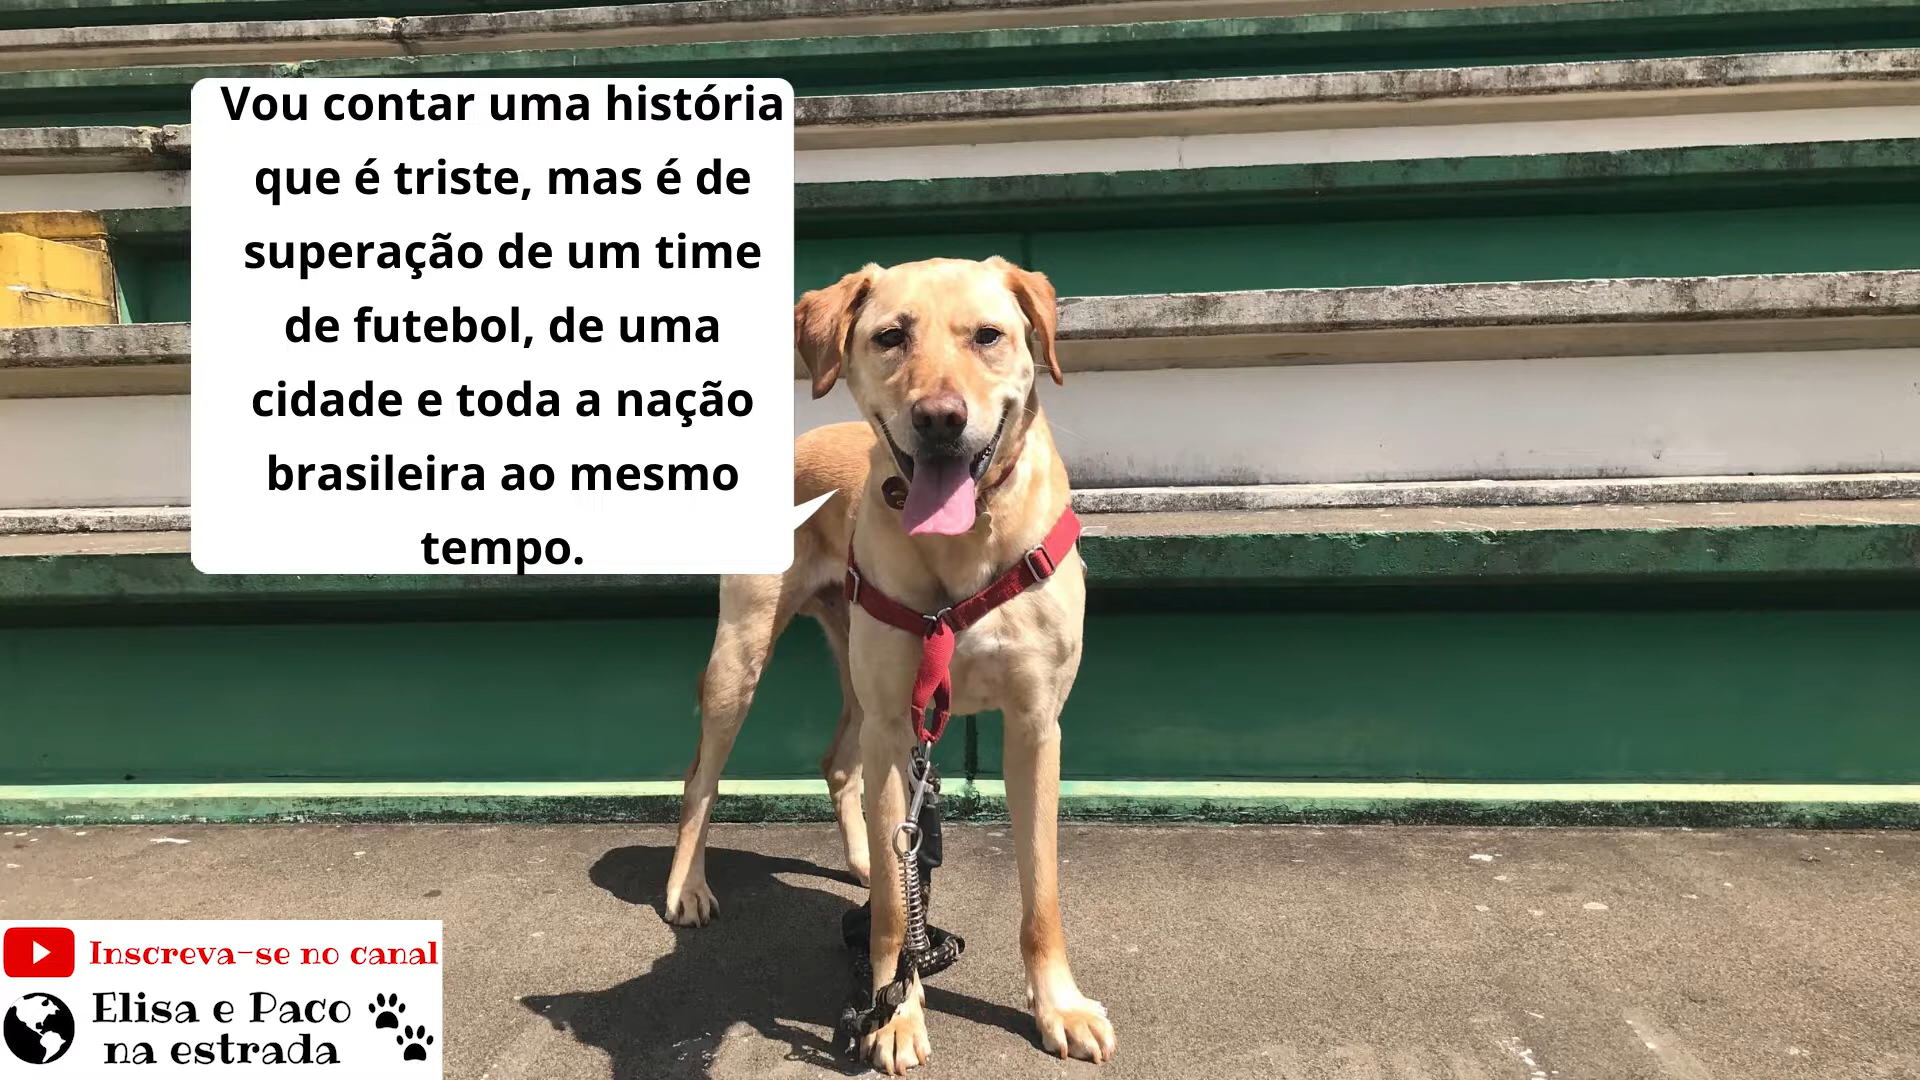 Vou contar uma história
que é triste, mas é de
superação de um time
de futebol, de uma
cidade e toda a nação
brasileira ao mesmo
tempo.
Inscreva-se no canal
Elisa e Paco
na estrada